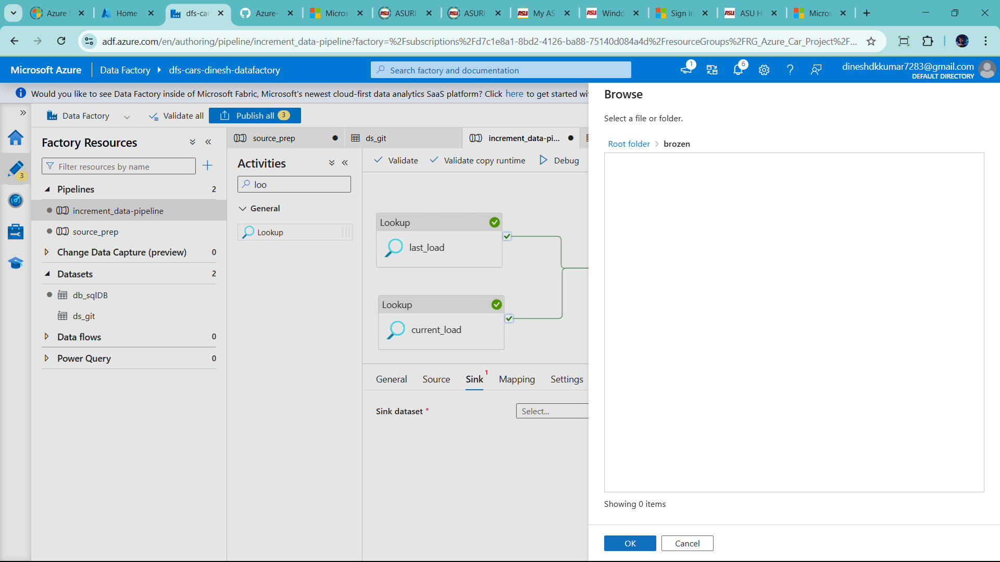 Azure
Home
dfs-car
Azure-
Micros
ASURI
ASURI
My AS
Windo
Sign in
ASU H
Micros
adf.azure.com/en/authoring/pipeline/increment_data-pipeline?factory=%2Fsubscriptions%2Fd7c1e8a1-8bd2-4126-ba88-75140d084a4d%2FresourceGroups%2FRG_Azure_Car_Project%2F...
Microsoft Azure
Data Factory
dfs-cars-dinesh-datafactory
Search factory and documentation
1
6
dineshdkkumar7283@gmail.com
DEFAULT DIRECTORY
Would you like to see Data Factory inside of Microsoft Fabric, Microsoft's newest cloud-first data analytics SaaS platform? Click here to get started wi
Data Factory
Validate all
Publish all 3
3
Factory Resources
Filter resources by name
Pipelines 2
increment_data-pipeline
source_prep
Change Data Capture (preview) 0
Datasets 2
db_sqlDB
ds_git
Data flows 0
Power Query 0
source_prep
ds_git
increment_data-pi...
Activities
loo
General
Lookup
Validate
Validate copy runtime
Debug
Lookup
last_load
Lookup
current_load
General
Source
Sink 1
Mapping
Settings
Sink dataset *
Select...
Browse
Select a file or folder.
Root folder > brozen
Showing 0 items
OK
Cancel